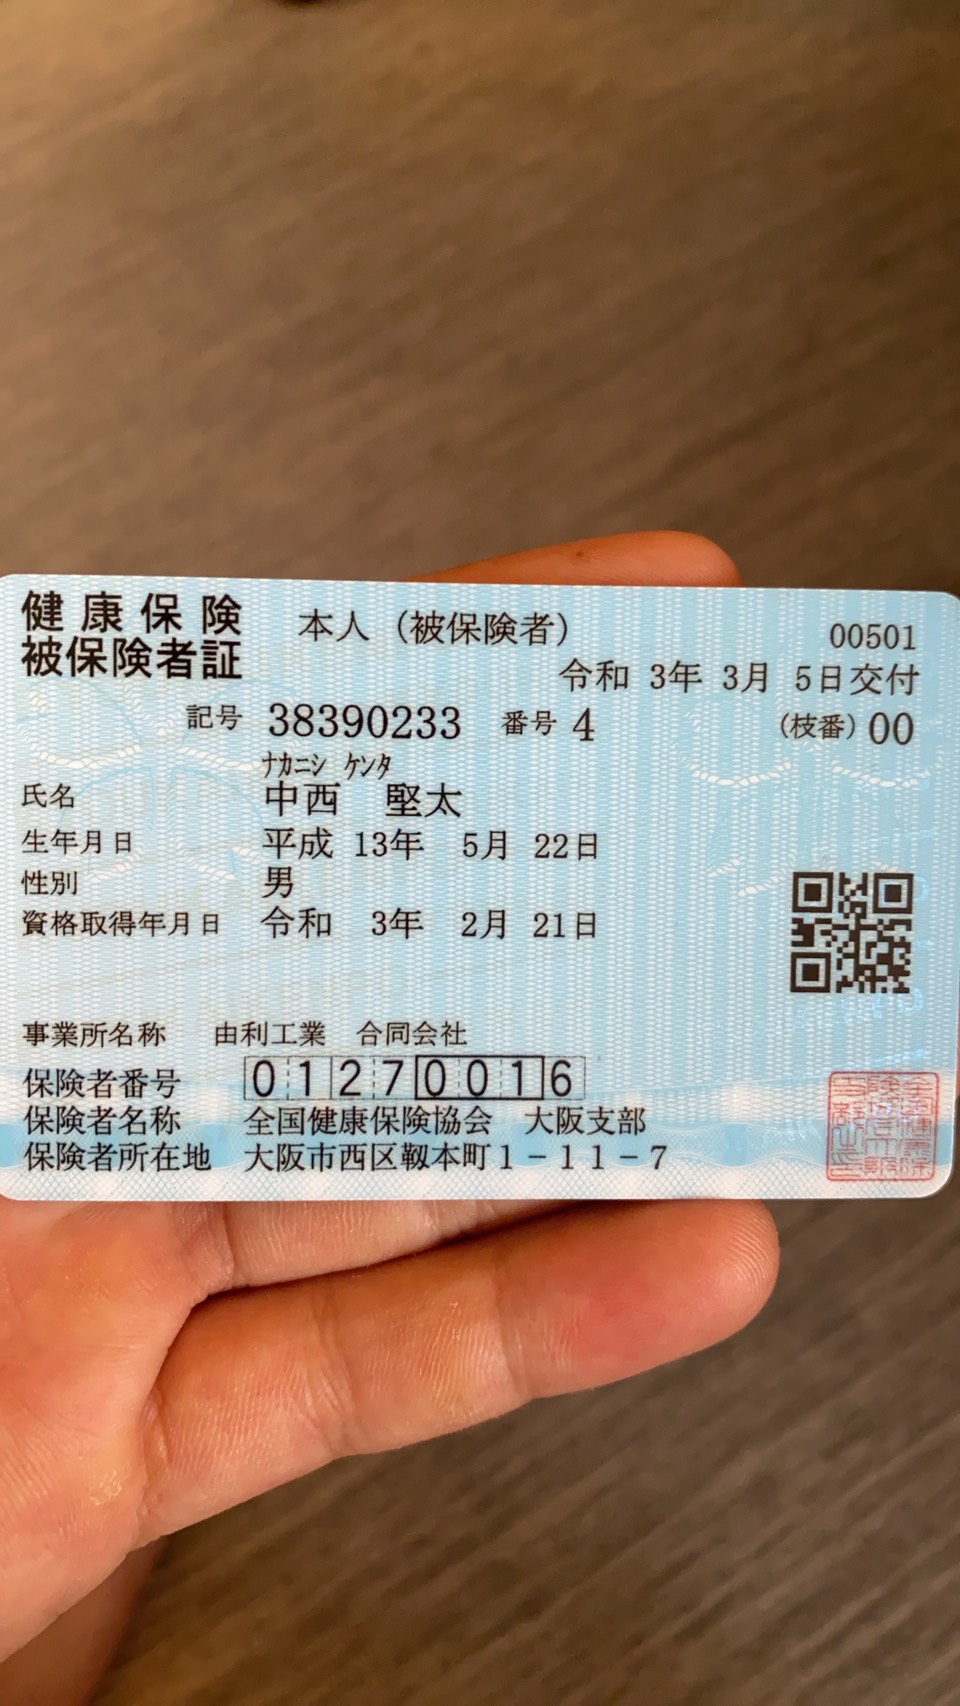 健康保険
被保険者証
本人（被保険者）
00501
令和 3年 3月 5日交付
記号 38390233 番号 4 （枝番）00
ﾅｶﾆｼ ｹﾝﾀ
氏名 中西 堅太
生年月日 平成 13年 5月 22日
性別 男
資格取得年月日 令和 3年 2月 21日
事業所名称 由利工業 合同会社
保険者番号 01270016
保険者名称 全国健康保険協会 大阪支部
保険者所在地 大阪市西区靱本町1－11－7